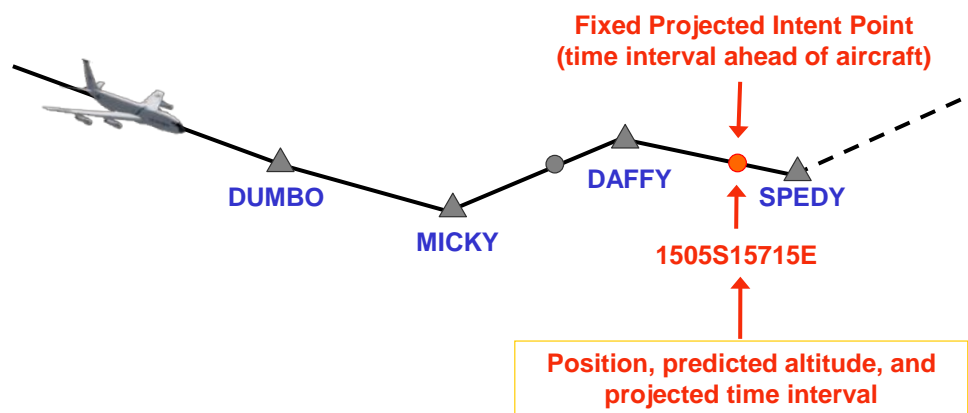 Fixed Projected Intent Point
(time interval ahead of aircraft)
DUMBO
MICKY
DAFFY
SPEDY
1505S15715E
Position, predicted altitude, and
projected time interval